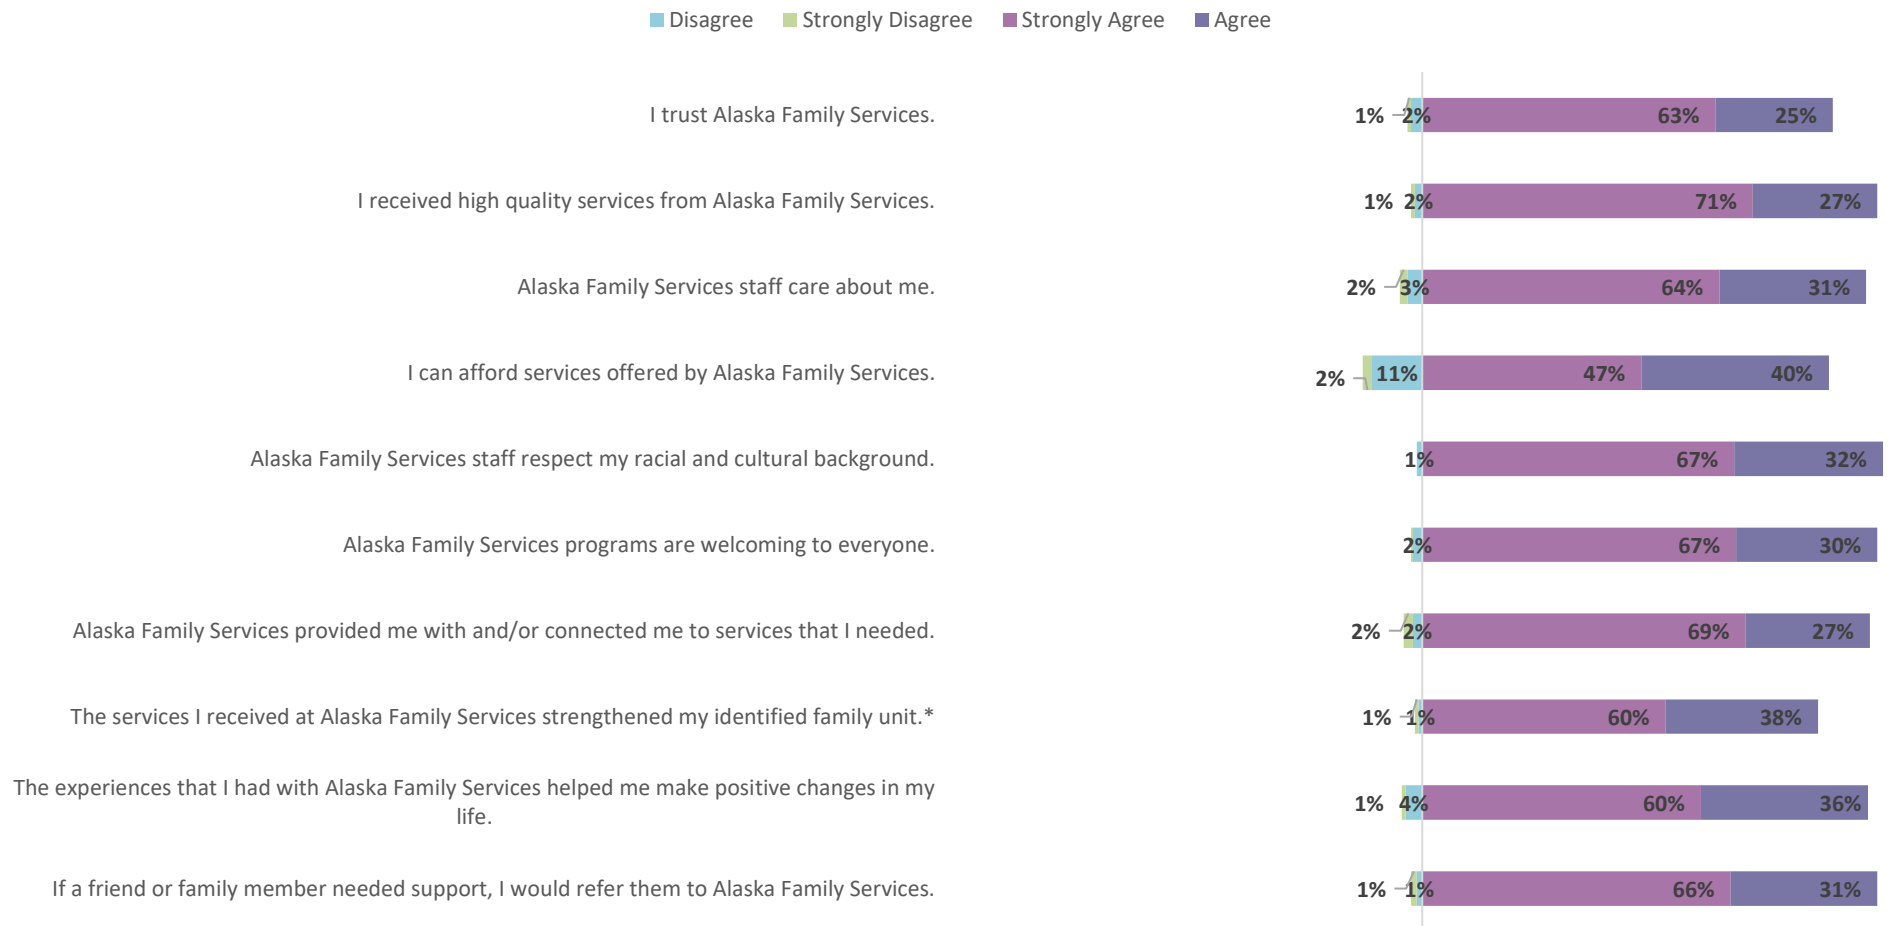 Disagree Strongly Disagree Strongly Agree Agree
I trust Alaska Family Services. 1% 2% 63% 25%
I received high quality services from Alaska Family Services. 1% 2% 71% 27%
Alaska Family Services staff care about me. 2% 3% 64% 31%
I can afford services offered by Alaska Family Services. 2% 11% 47% 40%
Alaska Family Services staff respect my racial and cultural background. 1% 67% 32%
Alaska Family Services programs are welcoming to everyone. 2% 67% 30%
Alaska Family Services provided me with and/or connected me to services that I needed. 2% 2% 69% 27%
The services I received at Alaska Family Services strengthened my identified family unit.* 1% 1% 60% 38%
The experiences that I had with Alaska Family Services helped me make positive changes in my
life. 1% 4% 60% 36%
If a friend or family member needed support, I would refer them to Alaska Family Services. 1% 1% 66% 31%